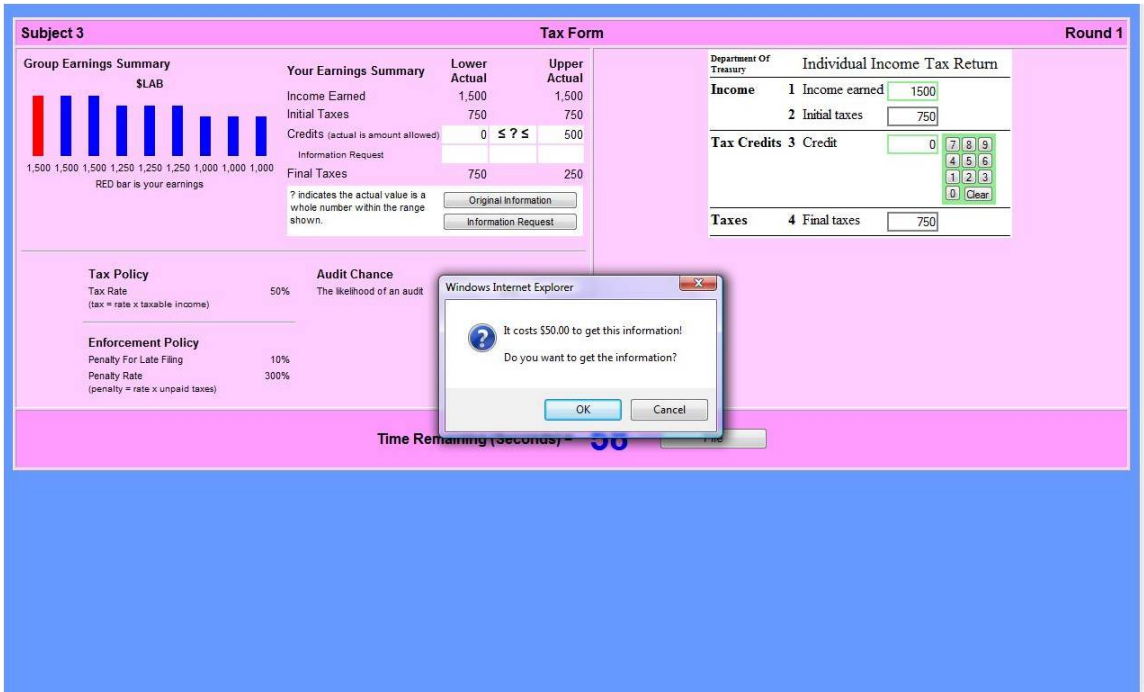 Subject 3 Tax Form Round 1
Group Earnings Summary
$LAB
1,500 1,500 1,500 1,250 1,250 1,250 1,000 1,000 1,000
RED bar is your earnings
Your Earnings Summary Lower Actual Upper Actual
Income Earned 1,500 1,500
Initial Taxes 750 750
Credits (actual is amount allowed) 0 ≤ ? ≤ 500
Information Request
Final Taxes 750 250
? indicates the actual value is a
whole number within the range
shown.
Original Information
Information Request
Tax Policy
Tax Rate 50%
(tax = rate x taxable income)
Enforcement Policy
Penalty For Late Filing 10%
Penalty Rate 300%
(penalty = rate x unpaid taxes)
Audit Chance
The likelihood of an audit
Department Of
Treasury
Individual Income Tax Return
Income 1 Income earned 1500
2 Initial taxes 750
Tax Credits 3 Credit 0
7 8 9
4 5 6
1 2 3
0 Clear
Taxes 4 Final taxes 750
Windows Internet Explorer
It costs $50.00 to get this information!
Do you want to get the information?
OK Cancel
Time Remaining (Seconds) =